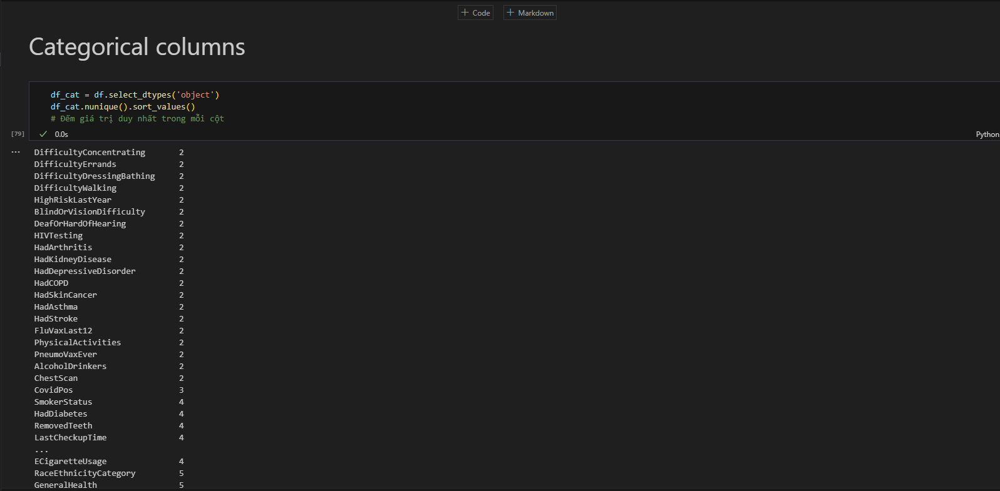 Code Markdown
Categorical columns
df_cat = df.select_dtypes('object')
df_cat.nunique().sort_values()
# Đếm giá trị duy nhất trong mỗi cột
[79] 0.0s Python
... DifficultyConcentrating 2
DifficultyErrands 2
DifficultyDressingBathing 2
DifficultyWalking 2
HighRiskLastYear 2
BlindOrVisionDifficulty 2
DeafOrHardOfHearing 2
HIVTesting 2
HadArthritis 2
HadKidneyDisease 2
HadDepressiveDisorder 2
HadCOPD 2
HadSkinCancer 2
HadAsthma 2
HadStroke 2
FluVaxLast12 2
PhysicalActivities 2
PneumoVaxEver 2
AlcoholDrinkers 2
ChestScan 2
CovidPos 3
SmokerStatus 4
HadDiabetes 4
RemovedTeeth 4
LastCheckupTime 4
...
ECigaretteUsage 4
RaceEthnicityCategory 5
GeneralHealth 5